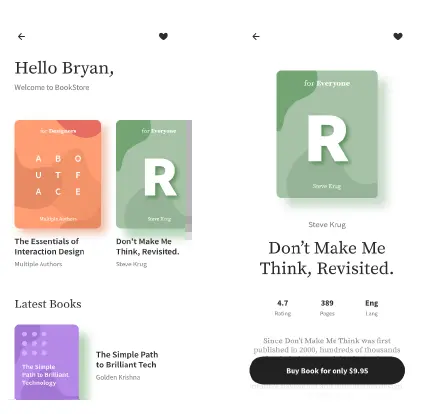 Hello Bryan,
Welcome to BookStore
for Designers
A B O
U T F
A C E
Multiple Authors
The Essentials of
Interaction Design
Multiple Authors
for Everyone
R
Steve Krug
Don't Make Me
Think, Revisited.
Steve Krug
Latest Books
The Simple
Path to Brilliant
Technology
The Simple Path
to Brilliant Tech
Golden Krishna
for Everyone
R
Steve Krug
Steve Krug
Don't Make Me
Think, Revisited.
4.7 389 Eng
Rating Pages Lang
Since Don't Make Me Think was first
published in 2000, hundreds of thousands
Buy Book for only $9.95